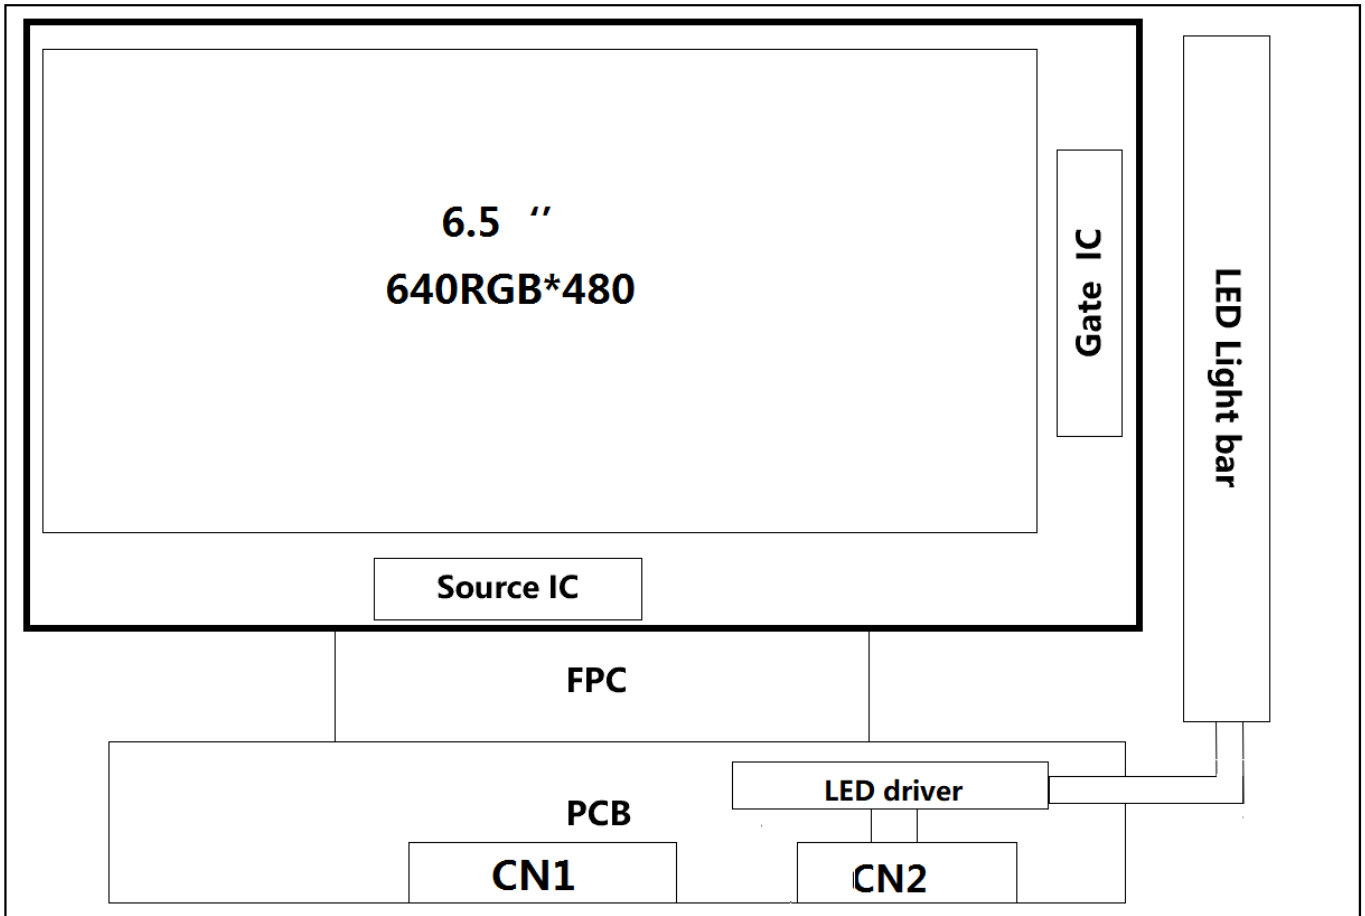 6.5 ‘’
640RGB*480
Gate IC
LED Light bar
Source IC
FPC
LED driver
PCB
CN1
CN2